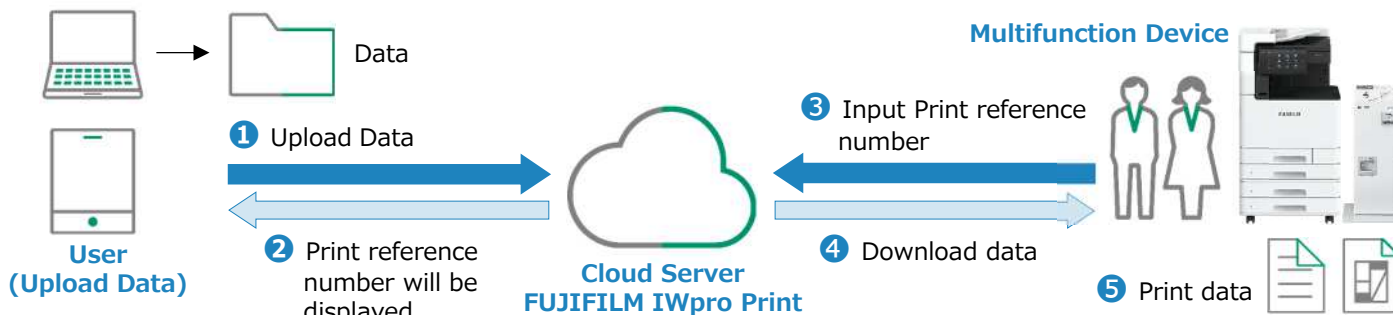 Data
Multifunction Device
❶ Upload Data
❸ Input Print reference
number
User
(Upload Data)
❷ Print reference
number will be
displayed
Cloud Server
FUJIFILM IWpro Print
❹ Download data
❺ Print data